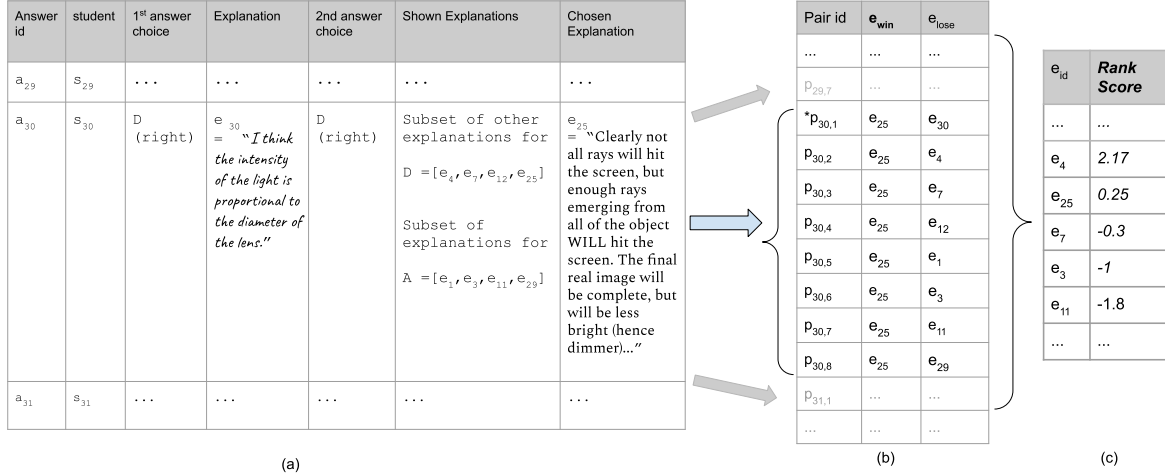 Answer id	student	1st answer choice	Explanation	2nd answer choice	Shown Explanations	Chosen Explanation
a29	s29	...	...	...	...	...
a30	s30	D (right)	e30 = "I think the intensity of the light is proportional to the diameter of the lens."	D (right)	Subset of other explanations for D =[e4,e7,e12,e25] Subset of explanations for A =[e1,e3,e11,e29]	e25 = "Clearly not all rays will hit the screen, but enough rays emerging from all of the object WILL hit the screen. The final real image will be complete, but will be less bright (hence dimmer)..."
a31	s31	...	...	...	...	...
(a)
Pair id	ewin	elose
...	...	...
p29,7	...	...
*p30,1	e25	e30
p30,2	e25	e4
p30,3	e25	e7
p30,4	e25	e12
p30,5	e25	e1
p30,6	e25	e3
p30,7	e25	e11
p30,8	e25	e29
p31,1	...	...
...	...	...
(b)
eid	Rank Score
...	...
e4	2.17
e25	0.25
e7	-0.3
e3	-1
e11	-1.8
...	...
(c)